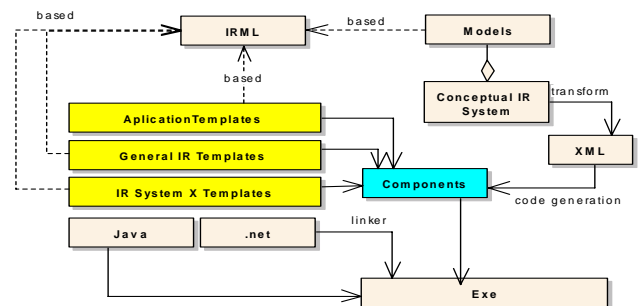 based
IRML
based
Models
based
Conceptual IR
System
transform
AplicationTemplates
General IR Templates
XML
IR System X Templates
Components
code generation
Java
.net
linker
Exe